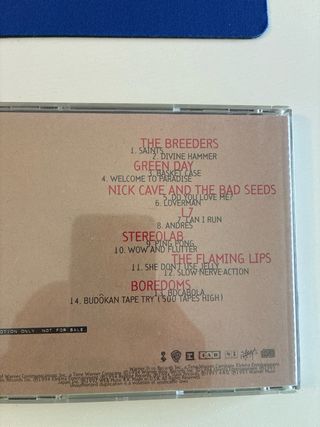 THE BREEDERS
1. SAINTS
2. DIVINE HAMMER
GREEN DAY
3. BASKET CASE
4. WELCOME TO PARADISE
NICK CAVE AND THE BAD SEEDS
5. DO YOU LOVE ME?
6. LOVERMAN
L7
7. CAN I RUN
8. ANDRES
STEREOLAB
9. PING PONG
10. WOW AND FLUTTER
THE FLAMING LIPS
11. SHE DON'T USE JELLY
12. SLOW NERVE ACTION
BOREDOMS
13. BOCABOLA
14. BUDÔKAN TAPE TRY (500 TAPES HIGH)
OTION ONLY, NOT FOR SALE